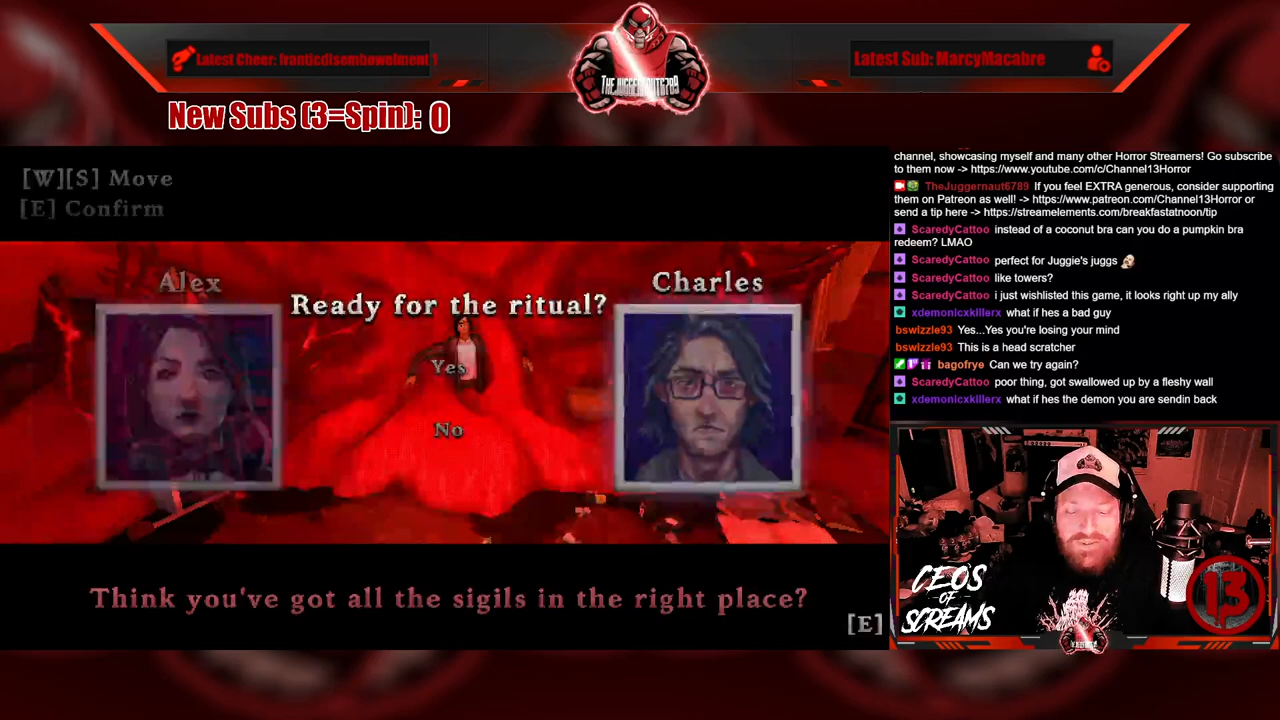 Latest Cheer: franticdisembowelment 1
Latest Sub: MarcyMacabre
TheJuggernaut6789
New Subs (3=Spin): 0
[W][S] Move
[E] Confirm
Alex
Charles
Ready for the ritual?
Yes
No
Think you've got all the sigils in the right place?
[E]
channel, showcasing myself and many other Horror Streamers! Go subscribe
to them now -> https://www.youtube.com/c/Channel13Horror
TheJuggernaut6789 If you feel EXTRA generous, consider supporting
them on Patreon as well! -> https://www.patreon.com/Channel13Horror or
send a tip here -> https://streamelements.com/breakfastatnoon/tip
ScaredyCattoo instead of a coconut bra can you do a pumpkin bra
redeem? LMAO
ScaredyCattoo perfect for Juggie's juggs
ScaredyCattoo like towers?
ScaredyCattoo i just wishlisted this game, it looks right up my ally
xdemonicxkillerx what if hes a bad guy
bswizzle93 Yes...Yes you're losing your mind
bswizzle93 This is a head scratcher
bagofrye Can we try again?
ScaredyCattoo poor thing, got swallowed up by a fleshy wall
xdemonicxkillerx what if hes the demon you are sendin back
CEOS
OF
SCREAMS
13